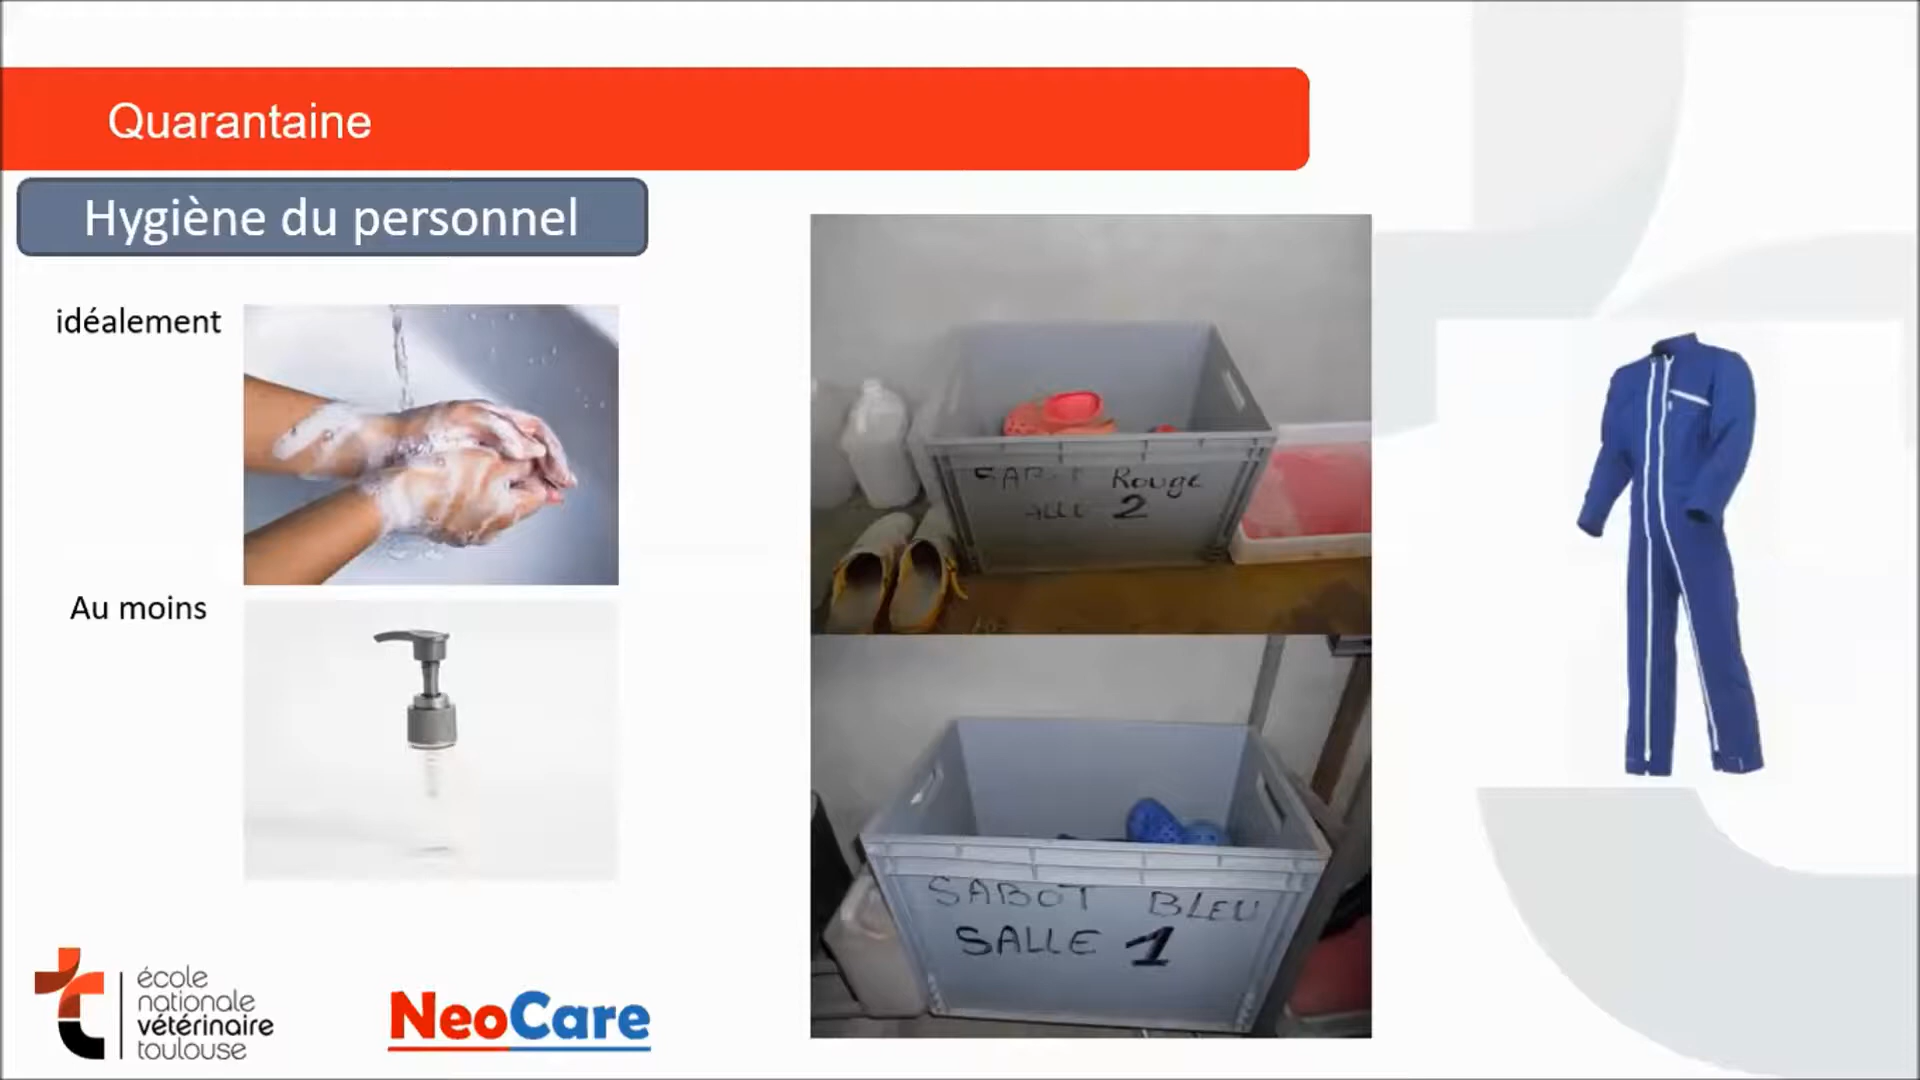 Quarantaine
Hygiène du personnel
idéalement
Au moins
Rouge
2
SABOT BLEU
SALLE 1
école
nationale
vétérinaire
toulouse
NeoCare